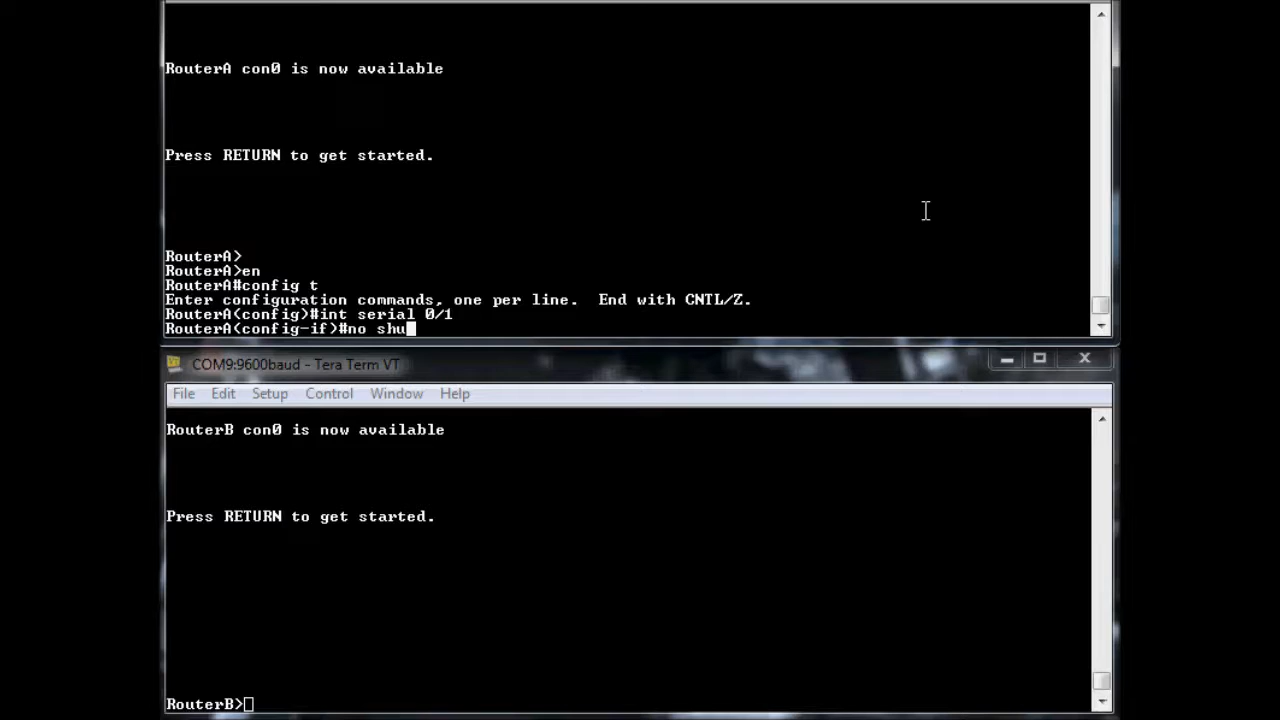 RouterA con0 is now available
Press RETURN to get started.
RouterA>
RouterA>en
RouterA#config t
Enter configuration commands, one per line.  End with CNTL/Z.
RouterA(config)#int serial 0/1
RouterA(config-if)#no shu
COM9:9600baud - Tera Term VT
File Edit Setup Control Window Help
RouterB con0 is now available
Press RETURN to get started.
RouterB>